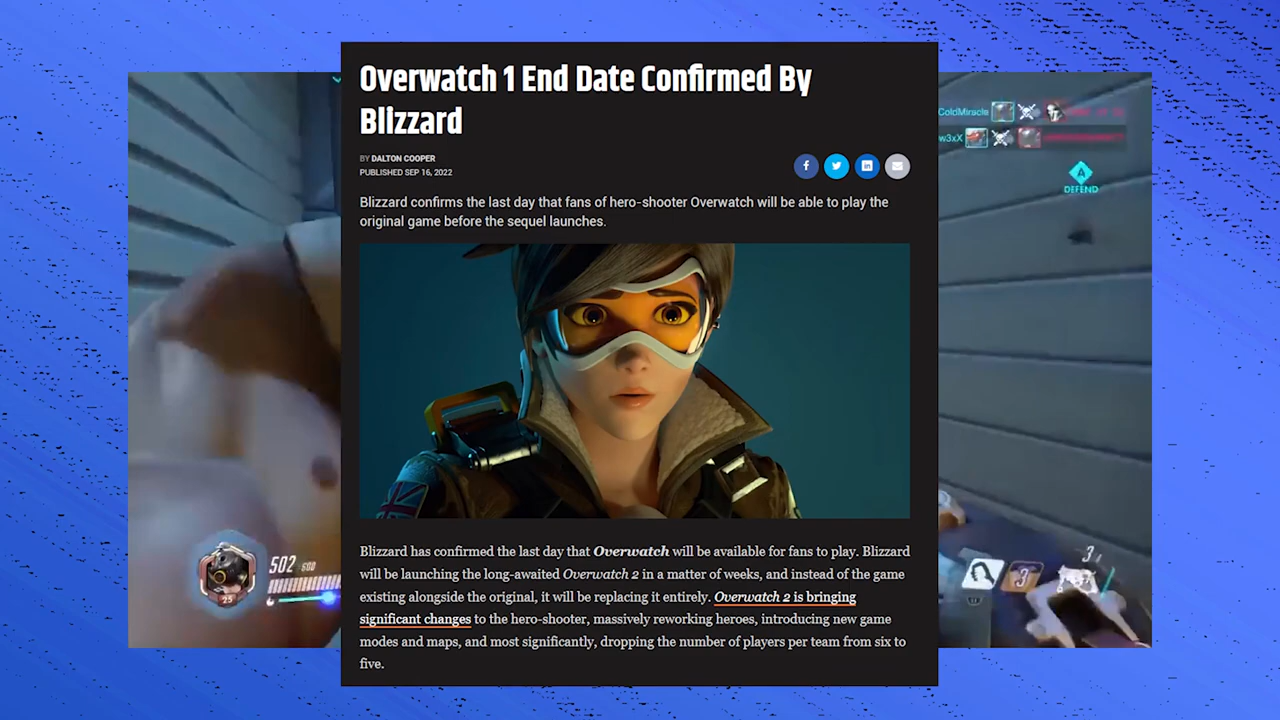 Overwatch 1 End Date Confirmed By
Blizzard
BY DALTON COOPER
PUBLISHED SEP 16, 2022
Blizzard confirms the last day that fans of hero-shooter Overwatch will be able to play the
original game before the sequel launches.
Blizzard has confirmed the last day that Overwatch will be available for fans to play. Blizzard
will be launching the long-awaited Overwatch 2 in a matter of weeks, and instead of the game
existing alongside the original, it will be replacing it entirely. Overwatch 2 is bringing
significant changes to the hero-shooter, massively reworking heroes, introducing new game
modes and maps, and most significantly, dropping the number of players per team from six to
five.
ColdMiracle
w3xX
A
DEFEND
502
25
3
3